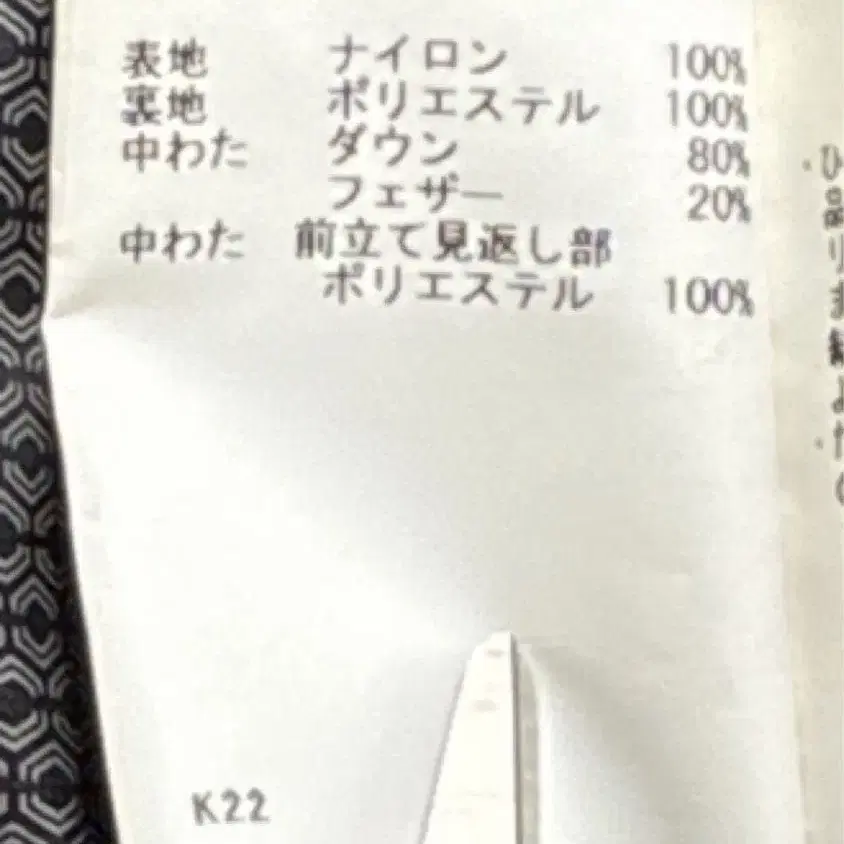 表地 ナイロン 100%
裏地 ポリエステル 100%
中わた ダウン 80%
フェザー 20%
中わた 前立て見返し部
ポリエステル 100%
K22